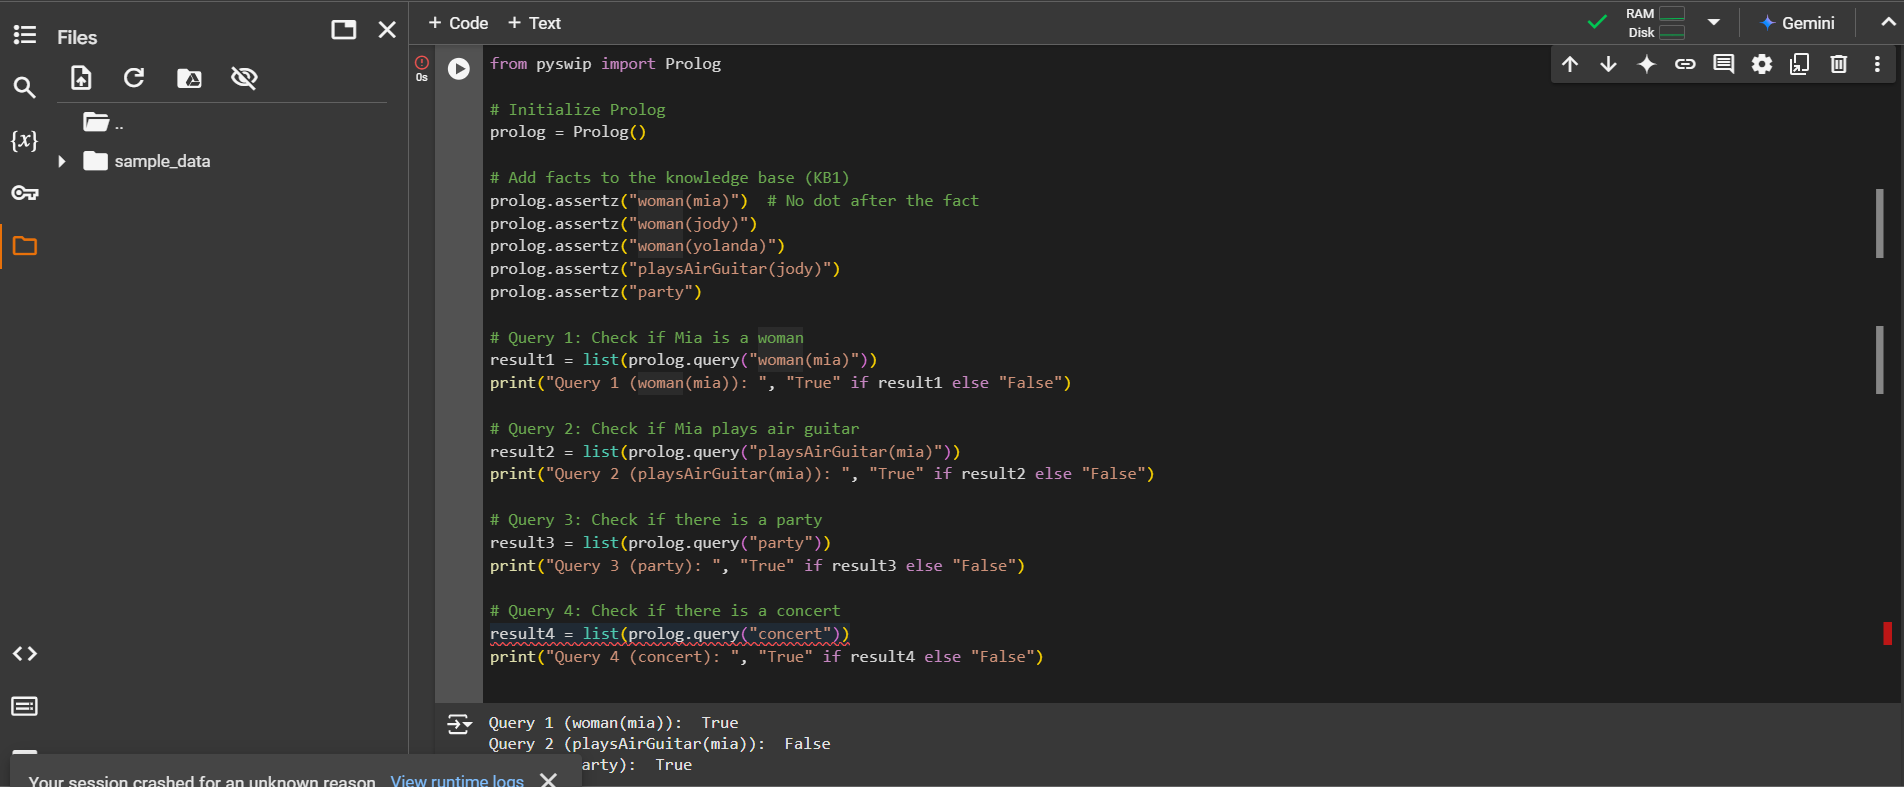 Files
..
sample_data
+ Code + Text
RAM
Disk
Gemini
0s
from pyswip import Prolog
# Initialize Prolog
prolog = Prolog()
# Add facts to the knowledge base (KB1)
prolog.assertz("woman(mia)")  # No dot after the fact
prolog.assertz("woman(jody)")
prolog.assertz("woman(yolanda)")
prolog.assertz("playsAirGuitar(jody)")
prolog.assertz("party")
# Query 1: Check if Mia is a woman
result1 = list(prolog.query("woman(mia)"))
print("Query 1 (woman(mia)): ", "True" if result1 else "False")
# Query 2: Check if Mia plays air guitar
result2 = list(prolog.query("playsAirGuitar(mia)"))
print("Query 2 (playsAirGuitar(mia)): ", "True" if result2 else "False")
# Query 3: Check if there is a party
result3 = list(prolog.query("party"))
print("Query 3 (party): ", "True" if result3 else "False")
# Query 4: Check if there is a concert
result4 = list(prolog.query("concert"))
print("Query 4 (concert): ", "True" if result4 else "False")
Query 1 (woman(mia)):  True
Query 2 (playsAirGuitar(mia)):  False
arty):  True
Your session crashed for an unknown reason. View runtime logs